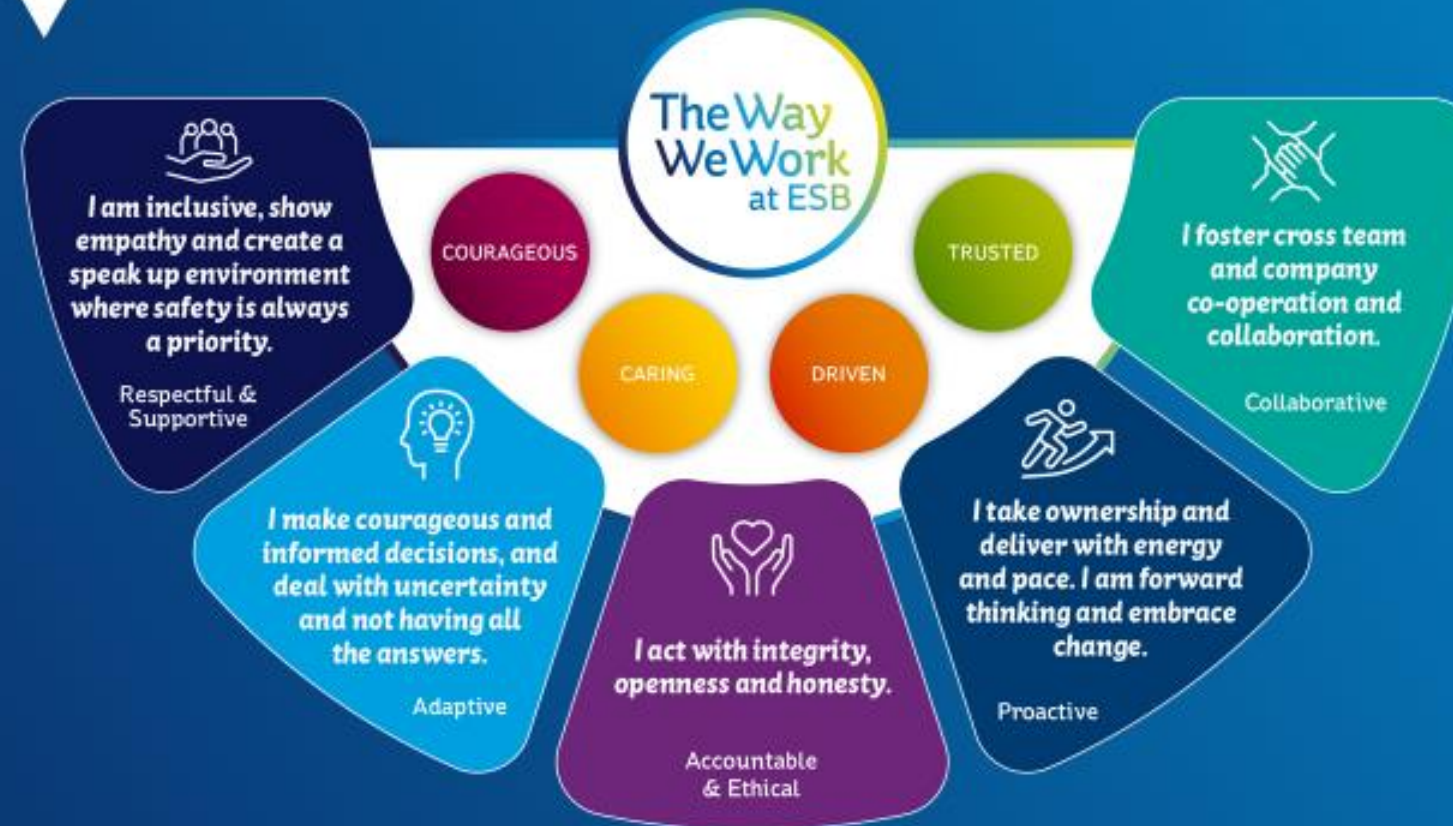 The Way
We Work
at ESB
COURAGEOUS
CARING
DRIVEN
TRUSTED
I am inclusive, show
empathy and create a
speak up environment
where safety is always
a priority.
Respectful &
Supportive
I make courageous and
informed decisions, and
deal with uncertainty
and not having all
the answers.
Adaptive
I act with integrity,
openness and honesty.
Accountable
& Ethical
I take ownership and
deliver with energy
and pace. I am forward
thinking and embrace
change.
Proactive
I foster cross team
and company
co-operation and
collaboration.
Collaborative